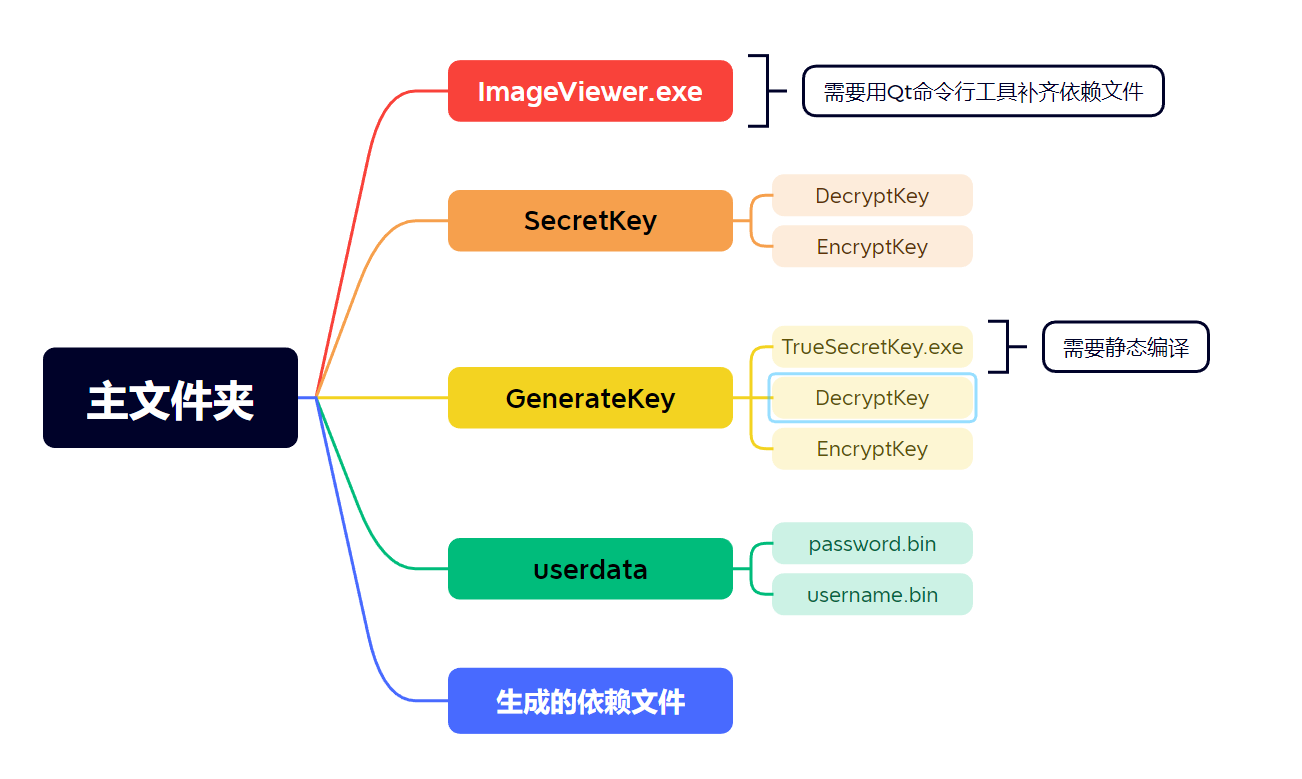 主文件夹
ImageViewer.exe
需要用Qt命令行工具补齐依赖文件
SecretKey
DecryptKey
EncryptKey
GenerateKey
TrueSecretKey.exe
需要静态编译
DecryptKey
EncryptKey
userdata
password.bin
username.bin
生成的依赖文件